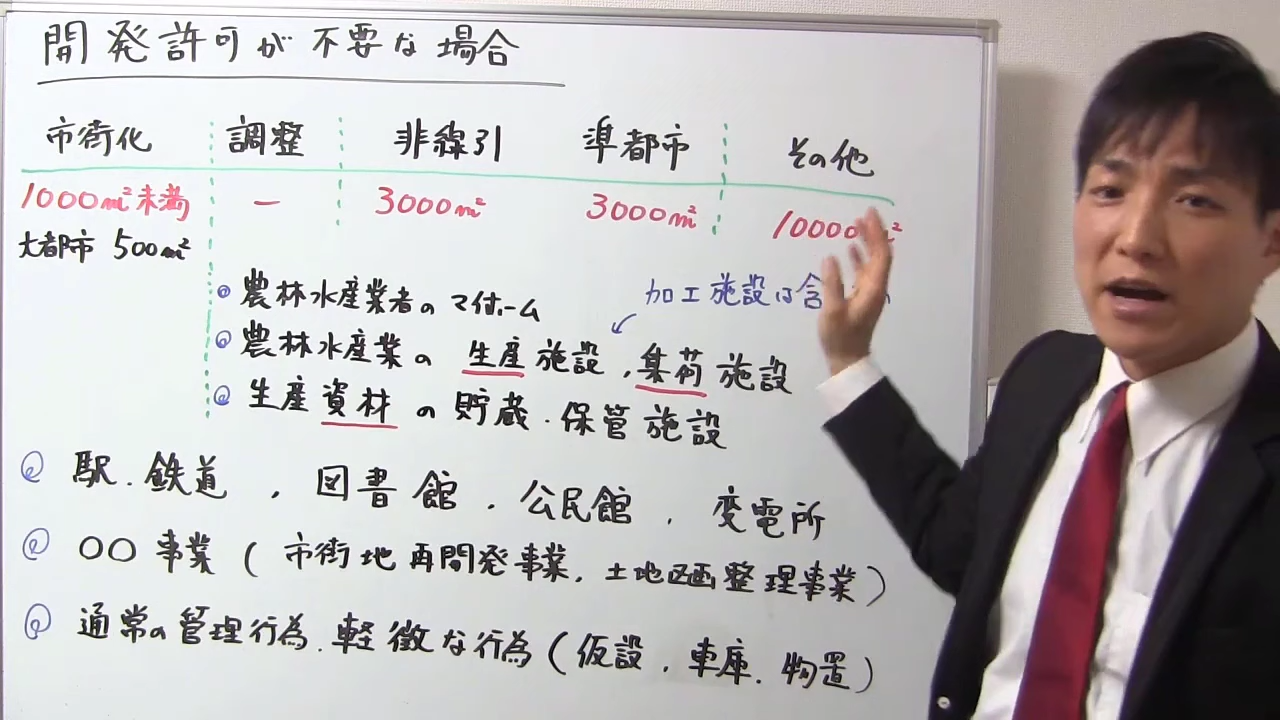 開発許可が不要な場合
市街化 調整 非線引 準都市 その他
1000㎡未満 ー 3000㎡ 3000㎡ 10000㎡
大都市 500㎡
加工施設は含
農林水産業者のマイホーム
農林水産業の 生産施設,集荷施設
生産資材の貯蔵・保管施設
駅・鉄道, 図書館, 公民館, 変電所
〇〇事業(市街地再開発事業, 土地区画整理事業)
通常の管理行為, 軽微な行為(仮設, 車庫, 物置)